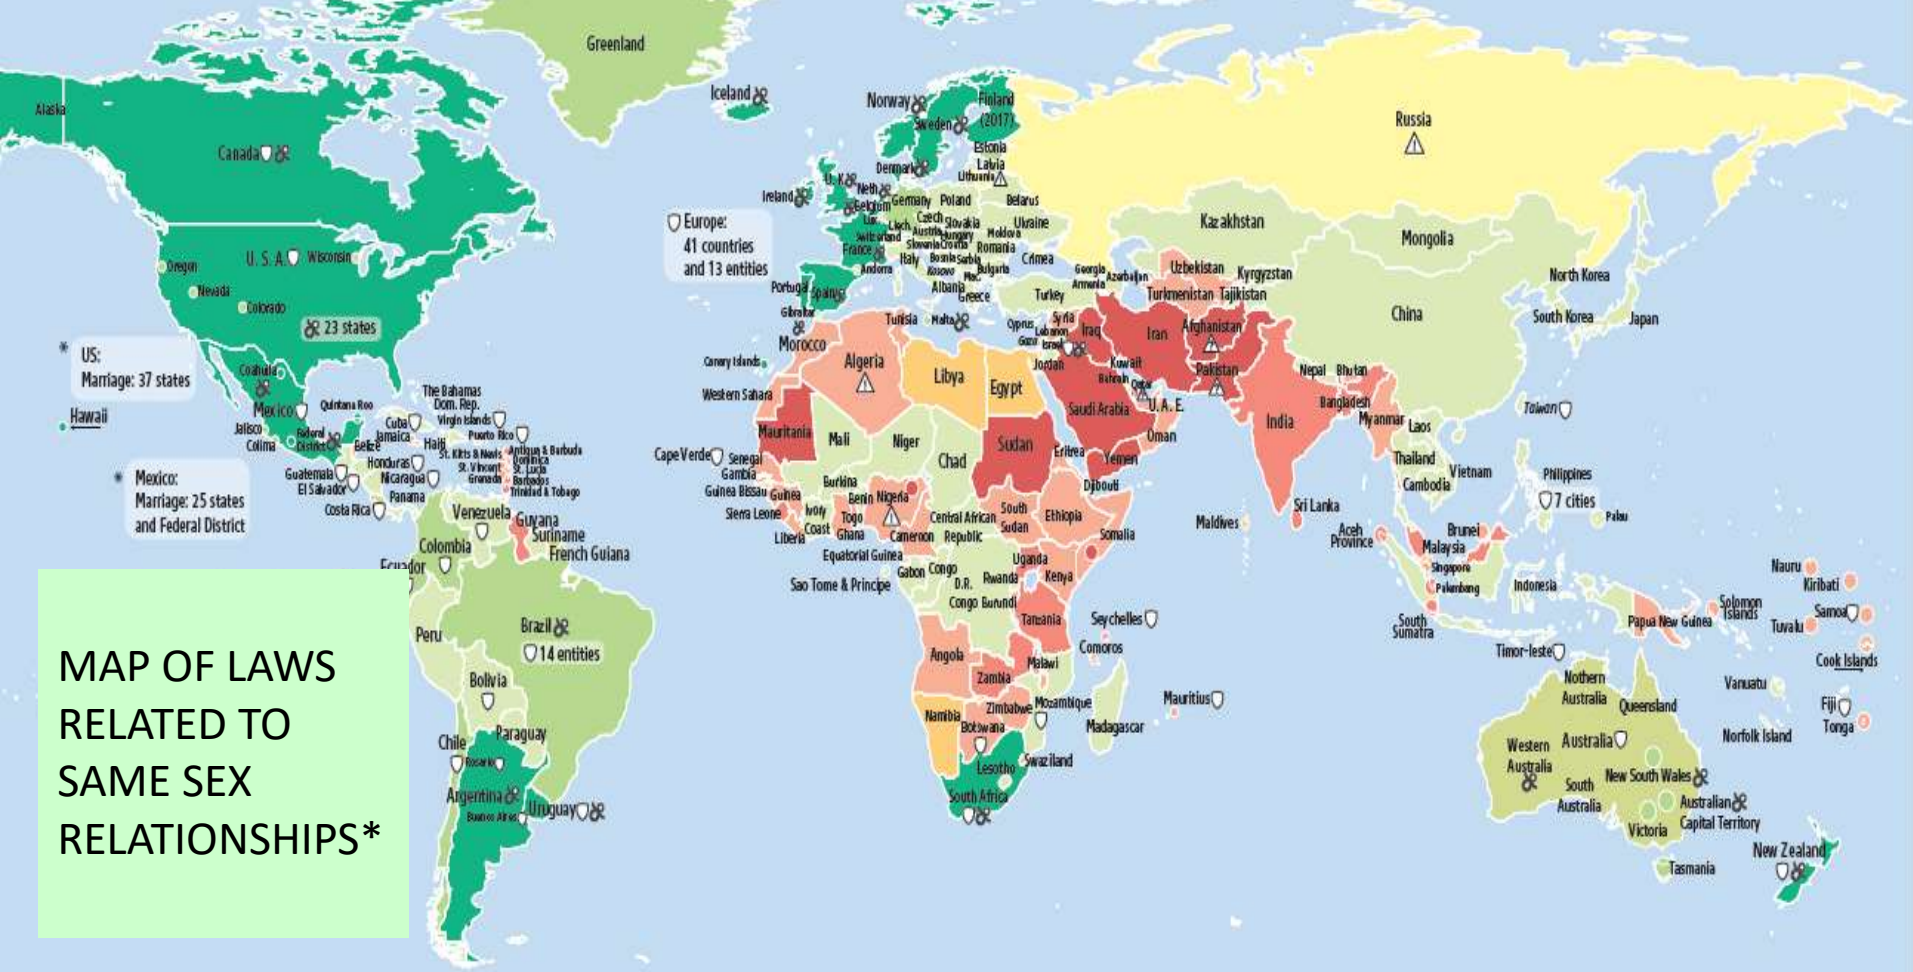 Greenland
Alaska
Canada
Iceland
Norway
Sweden
Finland
(2017)
Estonia
Latvia
Lithuania
Denmark
Russia
Ireland
U. K.
Neth
Belgium
Lux.
Germany
Poland
Belarus
Czech
Slovakia
Ukraine
Liech
Austria
Hungary
Moldova
Switzerland
France
Slovenia
Croatia
Romania
Italy
Bosnia
Serbia
Crimea
Andorra
Kosovo
Mac.
Bulgaria
Albania
Greece
Portugal
Spain
Gibraltar
Malta
Europe:
41 countries
and 13 entities
Kazakhstan
Mongolia
Georgia
Armenia
Azerbaijan
Uzbekistan
Kyrgyzstan
Turkmenistan
Tajikistan
Turkey
North Korea
South Korea
Japan
China
U. S. A.
Wisconsin
Oregon
Nevada
Colorado
23 states
* US:
Marriage: 37 states
Hawaii
Coahuila
Mexico
Jalisco
Colima
Federal
District
Quintana Roo
* Mexico:
Marriage: 25 states
and Federal District
The Bahamas
Dom. Rep.
Virgin Islands
Cuba
Jamaica
Haiti
Puerto Rico
Belize
St. Kitts & Nevis
Antigua & Barbuda
Dominica
St. Vincent
St. Lucia
Grenada
Barbados
Trinidad & Tobago
Guatemala
Honduras
El Salvador
Nicaragua
Costa Rica
Panama
Venezuela
Guyana
Suriname
French Guiana
Colombia
Ecuador
Peru
Brazil
14 entities
Bolivia
Paraguay
Chile
Rosario
Argentina
Buenos Aires
Uruguay
Morocco
Tunisia
Canary Islands
Western Sahara
Algeria
Libya
Egypt
Cyprus
Syria
Lebanon
Gaza
Israel
Jordan
Iraq
Iran
Afghanistan
Kuwait
Bahrain
Qatar
Pakistan
Saudi Arabia
U. A. E.
Oman
Yemen
Nepal
Bhutan
India
Bangladesh
Myanmar
Laos
Taiwan
Thailand
Vietnam
Cambodia
Philippines
7 cities
Palau
Sri Lanka
Maldives
Aceh
Province
Brunei
Malaysia
Singapore
Palembang
Indonesia
South
Sumatra
Timor-leste
Papua New Guinea
Solomon
Islands
Nauru
Kiribati
Samoa
Tuvalu
Cook Islands
Vanuatu
Fiji
Tonga
Norfolk Island
Mauritania
Mali
Niger
Chad
Sudan
Eritrea
Djibouti
Cape Verde
Senegal
Gambia
Guinea Bissau
Guinea
Sierra Leone
Liberia
Ivory
Coast
Burkina
Benin
Togo
Ghana
Nigeria
Cameroon
Central African
Republic
South
Sudan
Ethiopia
Somalia
Equatorial Guinea
Sao Tome & Principe
Gabon
Congo
D.R.
Congo
Rwanda
Burundi
Uganda
Kenya
Tanzania
Seychelles
Comoros
Angola
Zambia
Malawi
Mozambique
Zimbabwe
Namibia
Botswana
Madagascar
Mauritius
Swaziland
Lesotho
South Africa
Nothern
Australia
Queensland
Western
Australia
Australia
South
Australia
New South Wales
Australian
Capital Territory
Victoria
Tasmania
New Zealand
MAP OF LAWS
RELATED TO
SAME SEX
RELATIONSHIPS*